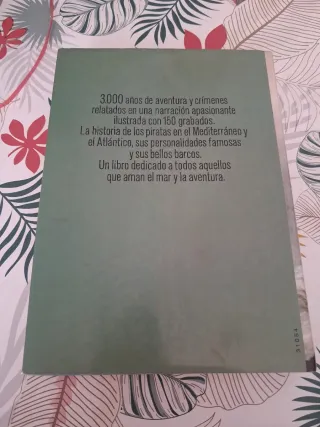 3.000 años de aventura y crímenes
relatados en una narración apasionante
ilustrada con 150 grabados.
La historia de los piratas en el Mediterráneo y
el Atlántico, sus personalidades famosas
y sus bellos barcos.
Un libro dedicado a todos aquellos
que aman el mar y la aventura.